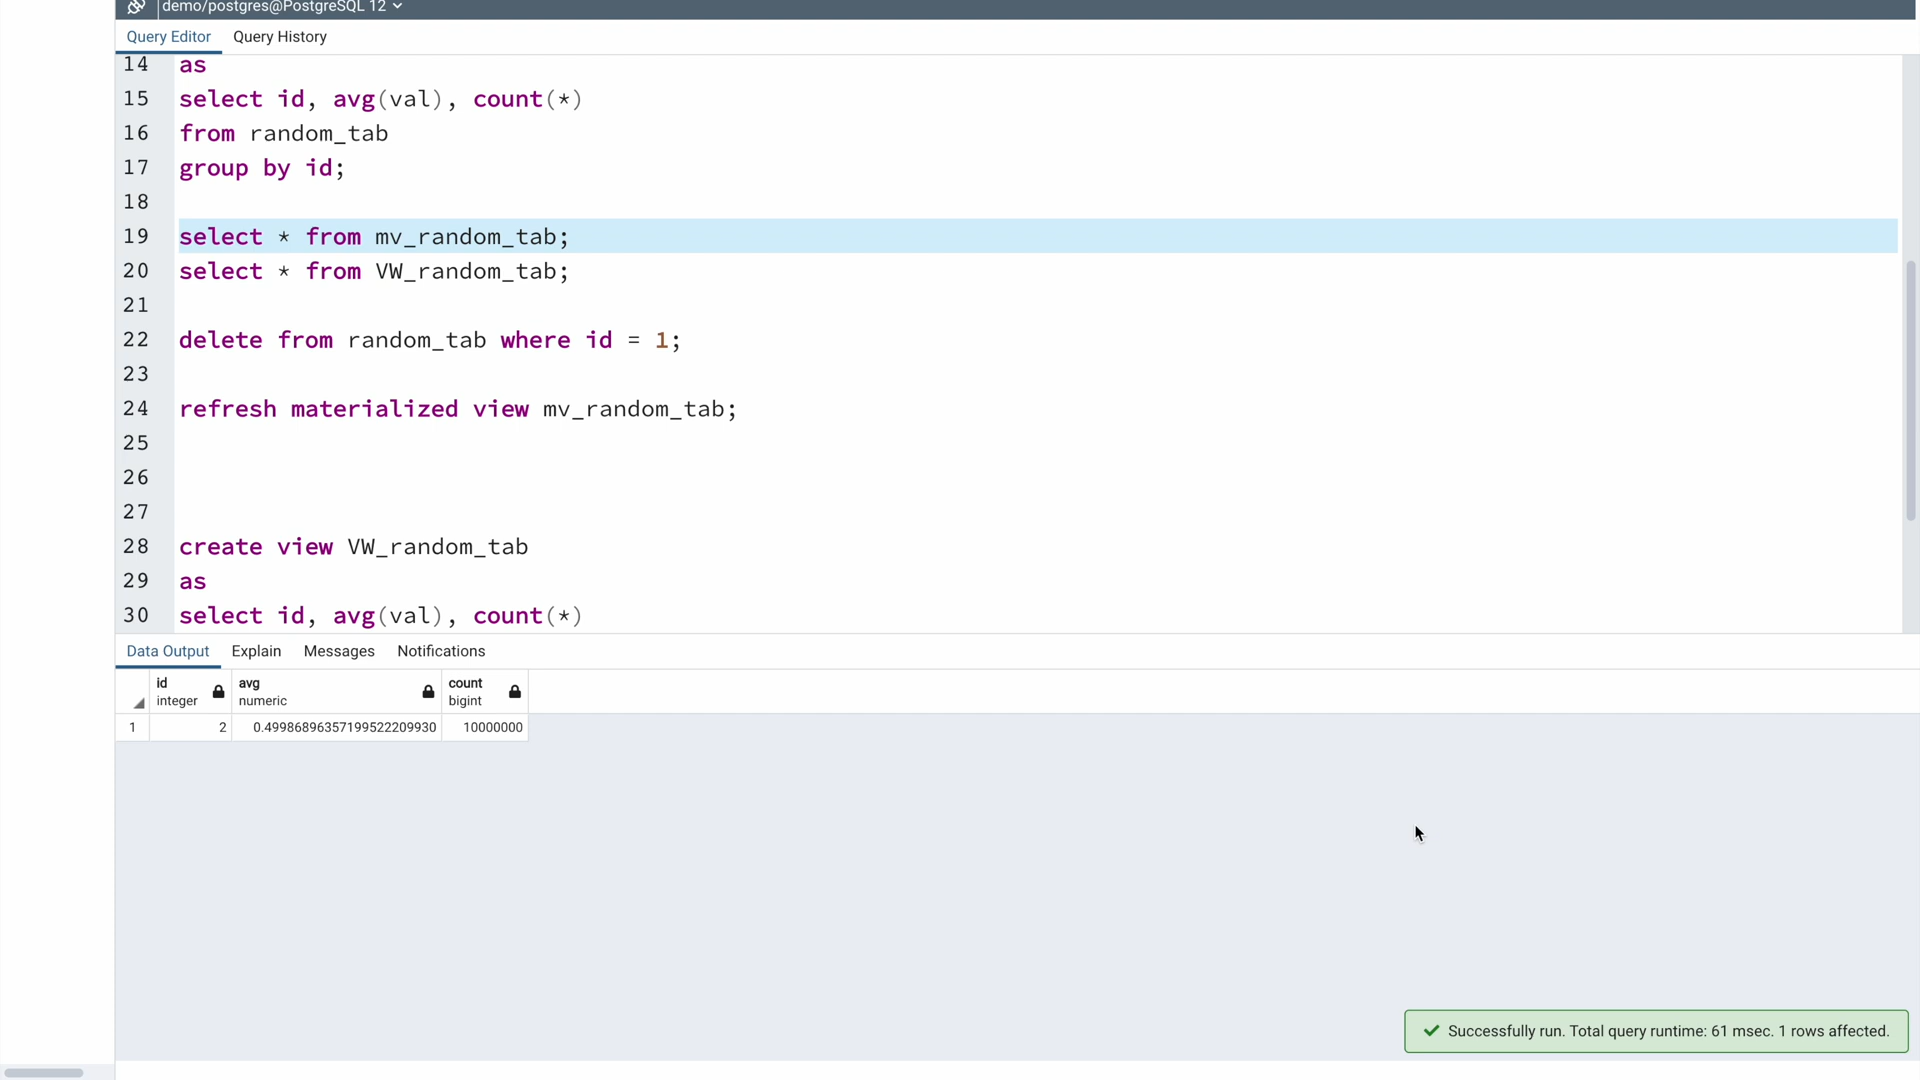 demo/postgres@PostgreSQL 12
Query Editor Query History
14 as
15 select id, avg(val), count(*)
16 from random_tab
17 group by id;
18
19 select * from mv_random_tab;
20 select * from VW_random_tab;
21
22 delete from random_tab where id = 1;
23
24 refresh materialized view mv_random_tab;
25
26
27
28 create view VW_random_tab
29 as
30 select id, avg(val), count(*)
Data Output Explain Messages Notifications
id avg count
integer numeric bigint
1 2 0.49986896357199522209930 10000000
Successfully run. Total query runtime: 61 msec. 1 rows affected.